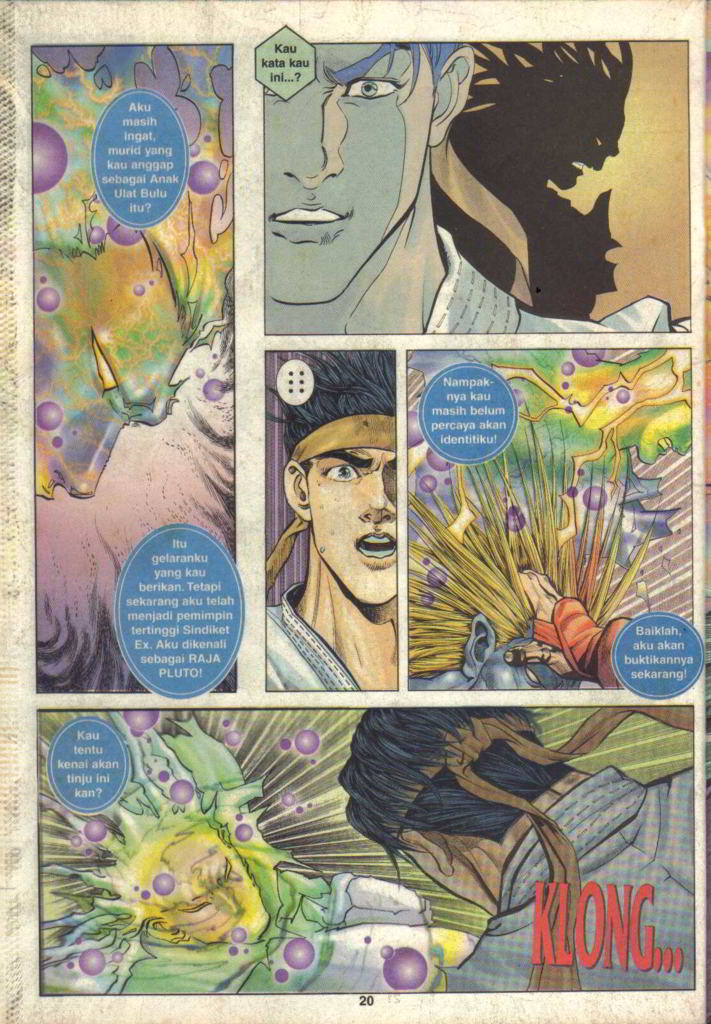 Aku
masih
ingat,
murid yang
kau anggap
sebagai Anak
Ulat Bulu
itu?
Itu
gelaranku
yang kau
berikan. Tetapi
sekarang aku telah
menjadi pemimpin
tertinggi Sindiket
Ex. Aku dikenali
sebagai RAJA
PLUTO!
Kau
kata kau
ini...?
Nampak-
nya kau
masih belum
percaya akan
identitiku!
Baiklah,
aku akan
buktikannya
sekarang!
Kau
tentu
kenai akan
tinju ini
kan?
KLONG...
20